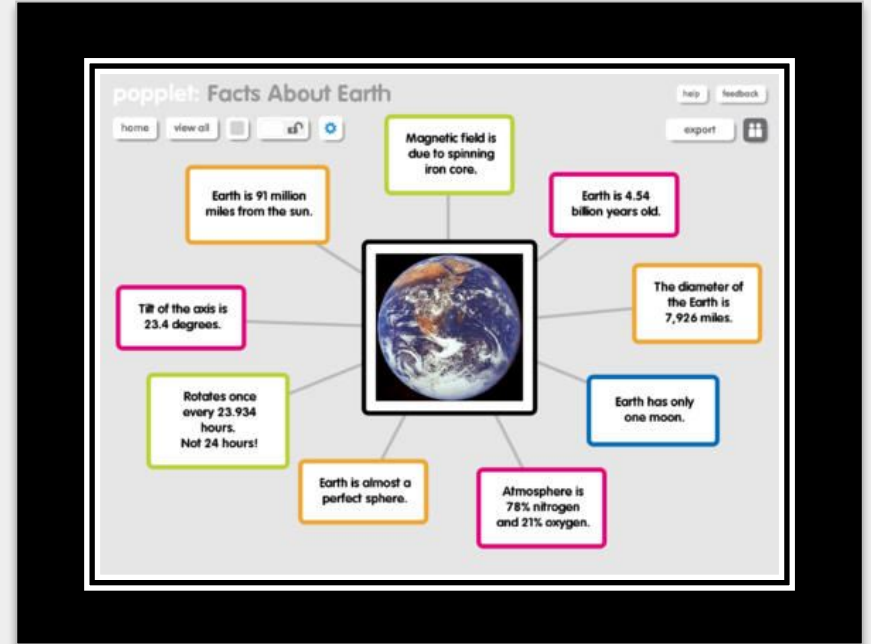 popplet: Facts About Earth
help feedback
home view all
export
Magnetic field is
due to spinning
iron core.
Earth is 91 million
miles from the sun.
Earth is 4.54
billion years old.
The diameter of
the Earth is
7,926 miles.
Tilt of the axis is
23.4 degrees.
Rotates once
every 23.934
hours.
Not 24 hours!
Earth has only
one moon.
Earth is almost a
perfect sphere.
Atmosphere is
78% nitrogen
and 21% oxygen.